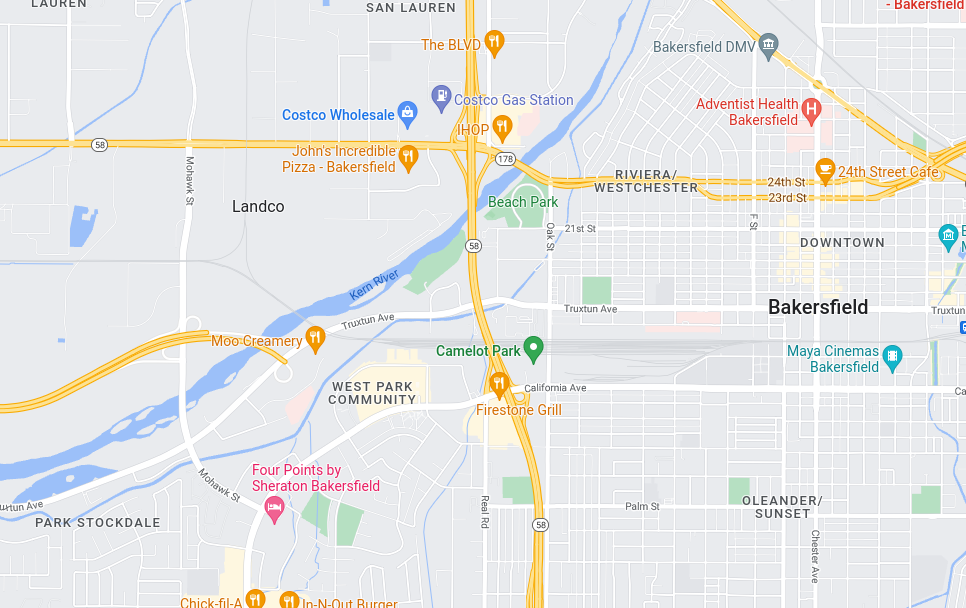 LAUREN
SAN LAUREN
- Bakersfield
The BLVD
Bakersfield DMV
Costco Gas Station
Costco Wholesale
Adventist Health
Bakersfield
IHOP
58
John's Incredible
Pizza - Bakersfield
178
Mohawk St
RIVIERA/
WESTCHESTER
24th St
24th Street Cafe
23rd St
Beach Park
Landco
F St
21st St
Oak St
DOWNTOWN
58
Kern River
Truxtun Ave
Bakersfield
Truxtun
Truxtun Ave
Moo Creamery
Camelot Park
Maya Cinemas
Bakersfield
WEST PARK
COMMUNITY
California Ave
Ca
Firestone Grill
Four Points by
Sheraton Bakersfield
Mohawk St
uxtun Ave
PARK STOCKDALE
Real Rd
58
Palm St
OLEANDER/
SUNSET
Chester Ave
Chick-fil-A
In-N-Out Burger